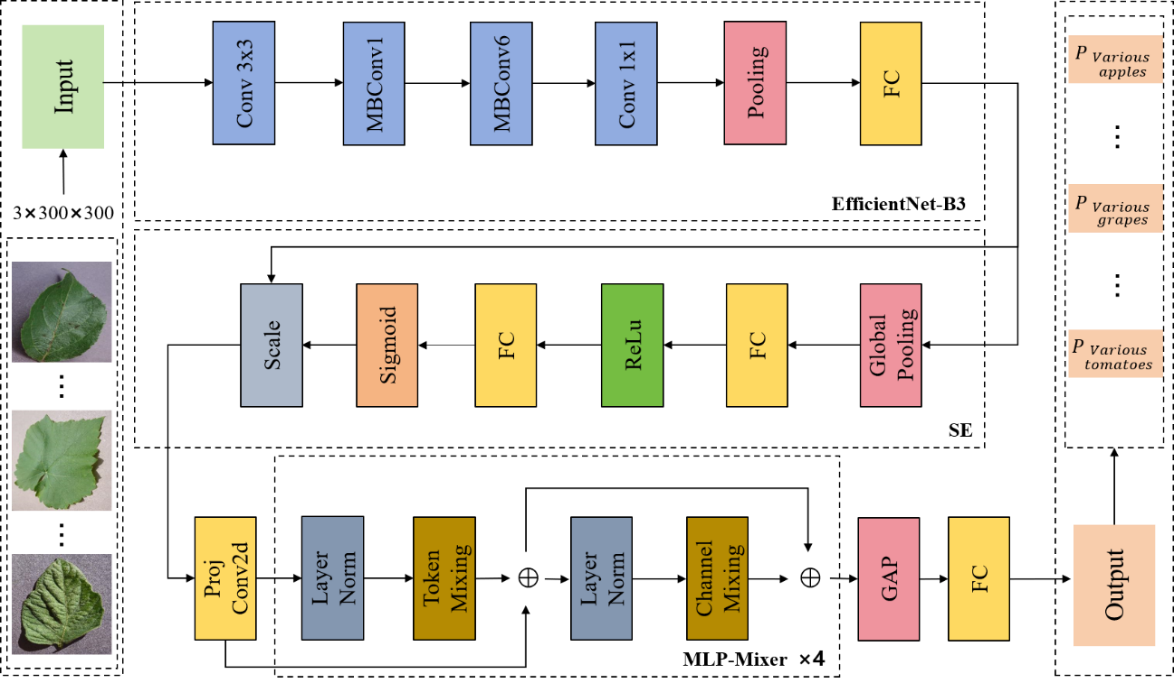 Input
3×300×300
⋮
⋮
Conv 3x3
MBConv1
MBConv6
Conv 1x1
Pooling
FC
EfficientNet-B3
Scale
Sigmoid
FC
ReLu
FC
Global
Pooling
SE
Proj
Conv2d
Layer
Norm
Token
Mixing
⊕
Layer
Norm
Channel
Mixing
⊕
MLP-Mixer ×4
GAP
FC
Output
P Various
apples
⋮
P Various
grapes
⋮
P Various
tomatoes